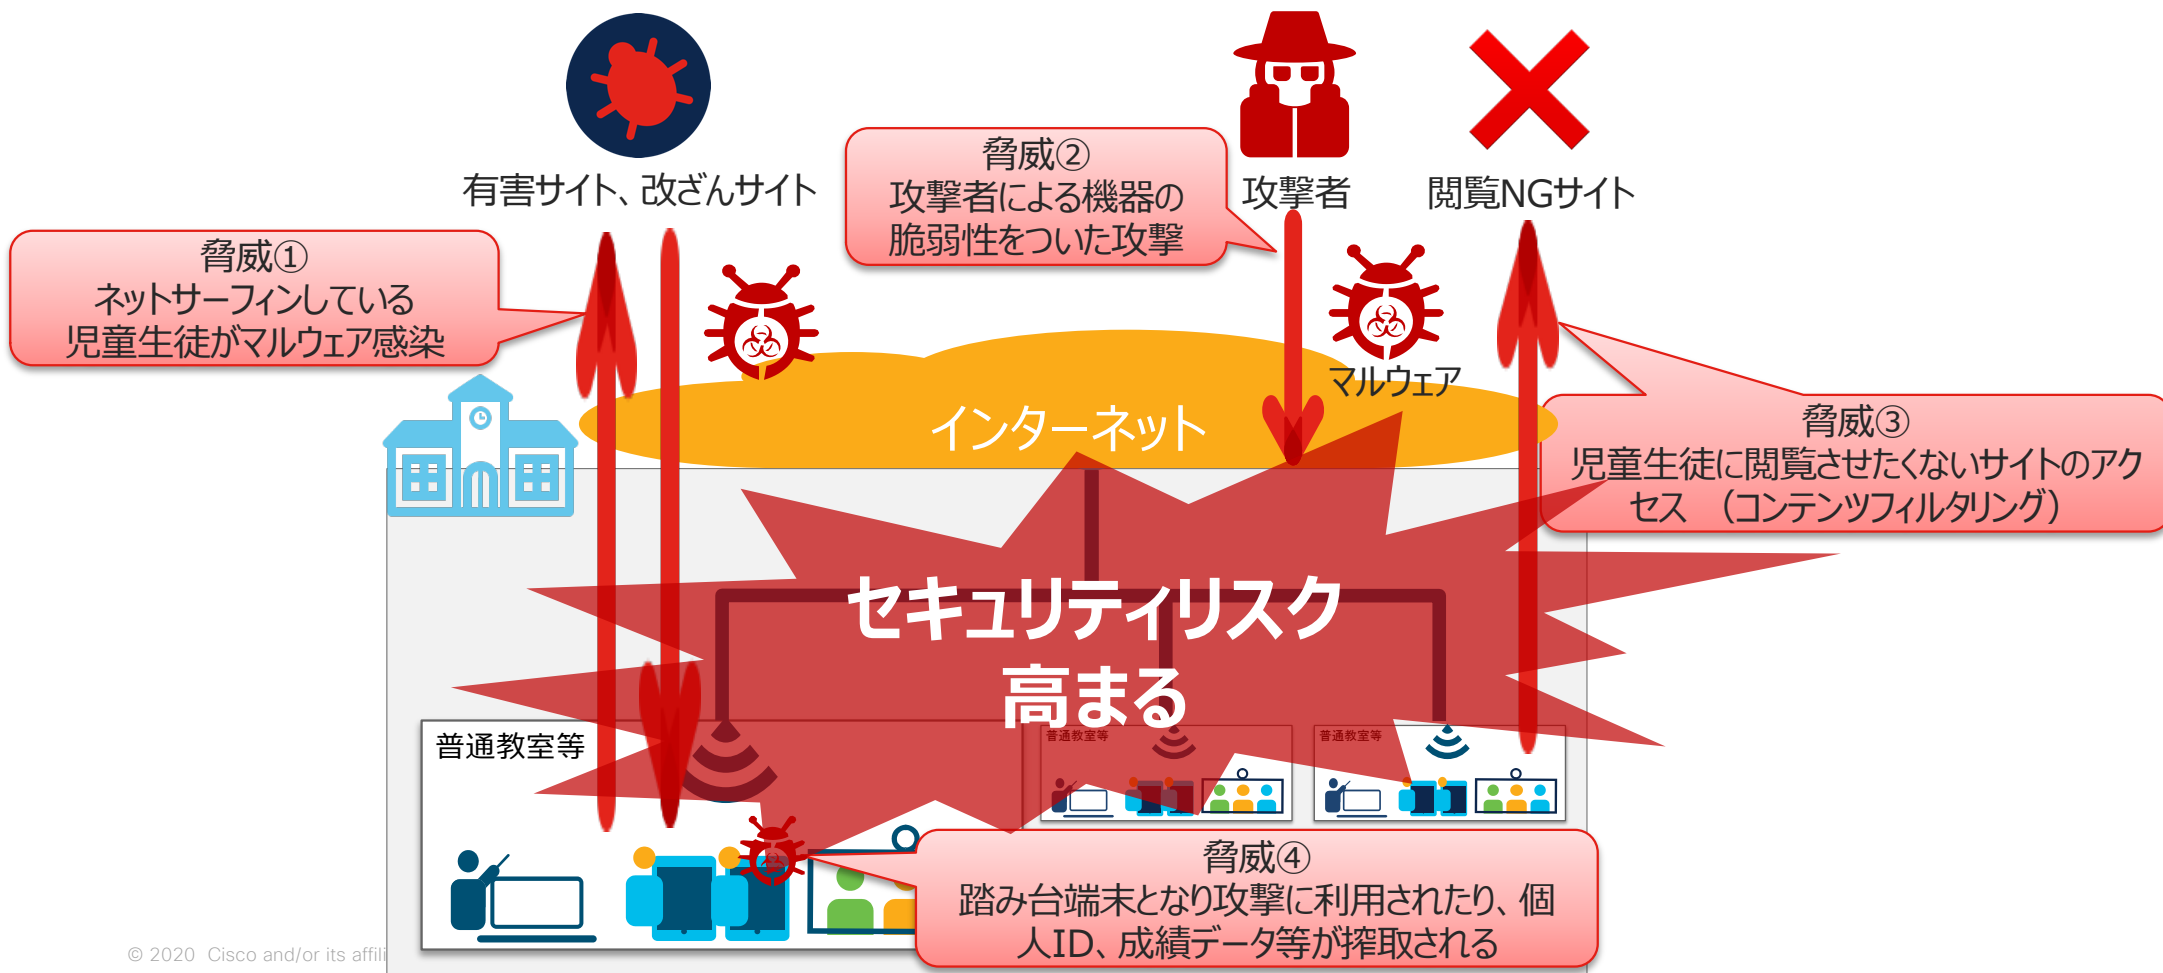 有害サイト、改ざんサイト
脅威②
攻撃者による機器の
脆弱性をついた攻撃
攻撃者
閲覧NGサイト
脅威①
ネットサーフィンしている
児童生徒がマルウェア感染
マルウェア
インターネット
脅威③
児童生徒に閲覧させたくないサイトのアク
セス （コンテンツフィルタリング）
セキュリティリスク
高まる
普通教室等
普通教室等
普通教室等
脅威④
踏み台端末となり攻撃に利用されたり、個
人ID、成績データ等が搾取される
© 2020 Cisco and/or its affili